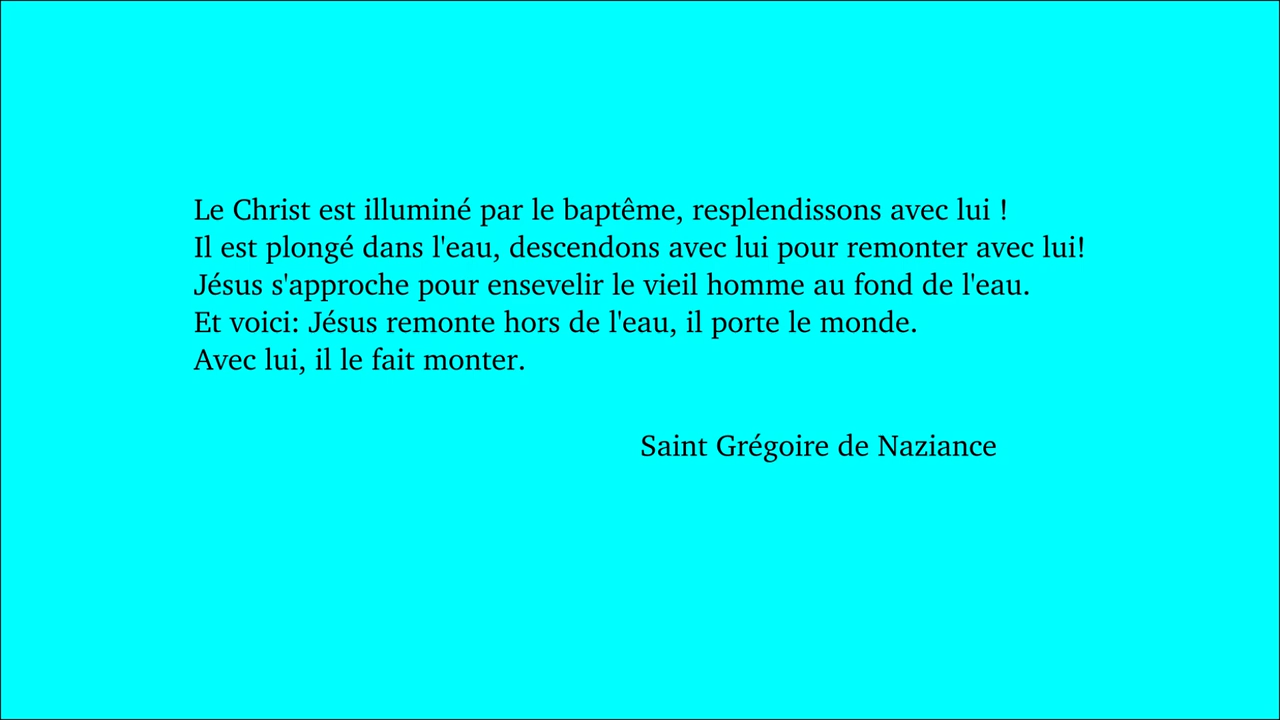 Le Christ est illuminé par le baptême, resplendissons avec lui !
Il est plongé dans l'eau, descendons avec lui pour remonter avec lui!
Jésus s'approche pour ensevelir le vieil homme au fond de l'eau.
Et voici: Jésus remonte hors de l'eau, il porte le monde.
Avec lui, il le fait monter.
Saint Grégoire de Naziance